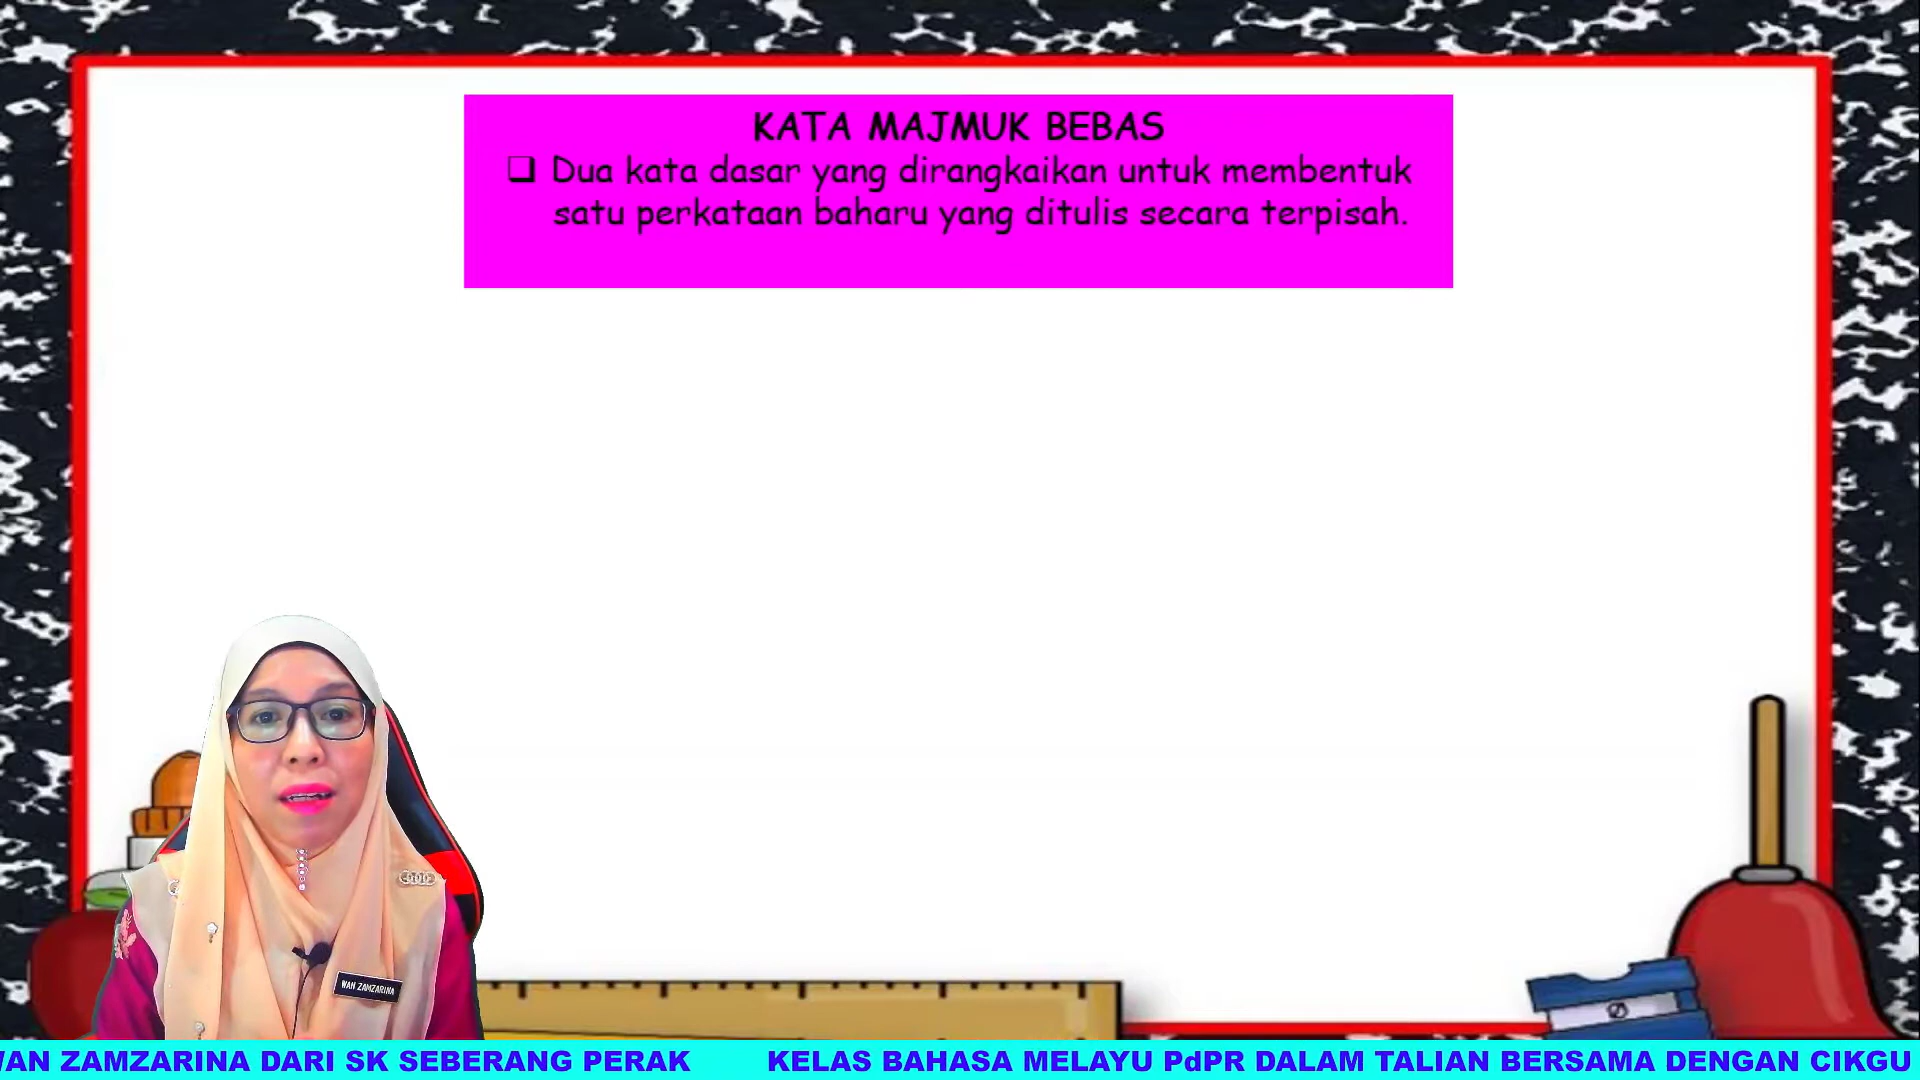 KATA MAJMUK BEBAS
❑ Dua kata dasar yang dirangkaikan untuk membentuk
satu perkataan baharu yang ditulis secara terpisah.
WAN ZAMZARINA
WAN ZAMZARINA DARI SK SEBERANG PERAK KELAS BAHASA MELAYU PdPR DALAM TALIAN BERSAMA DENGAN CIKGU